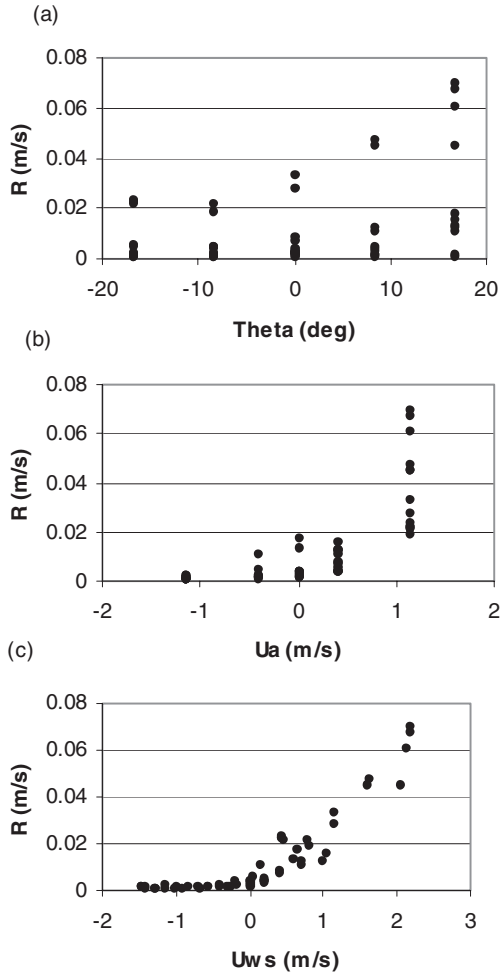 (a)
0.08
0.06
0.04
0.02
0
R (m/s)
-20 -10 0 10 20
Theta (deg)
(b)
0.08
0.06
0.04
0.02
0
R (m/s)
-2 -1 0 1 2
Ua (m/s)
(c)
0.08
0.06
0.04
0.02
0
R (m/s)
-2 -1 0 1 2 3
Uws (m/s)